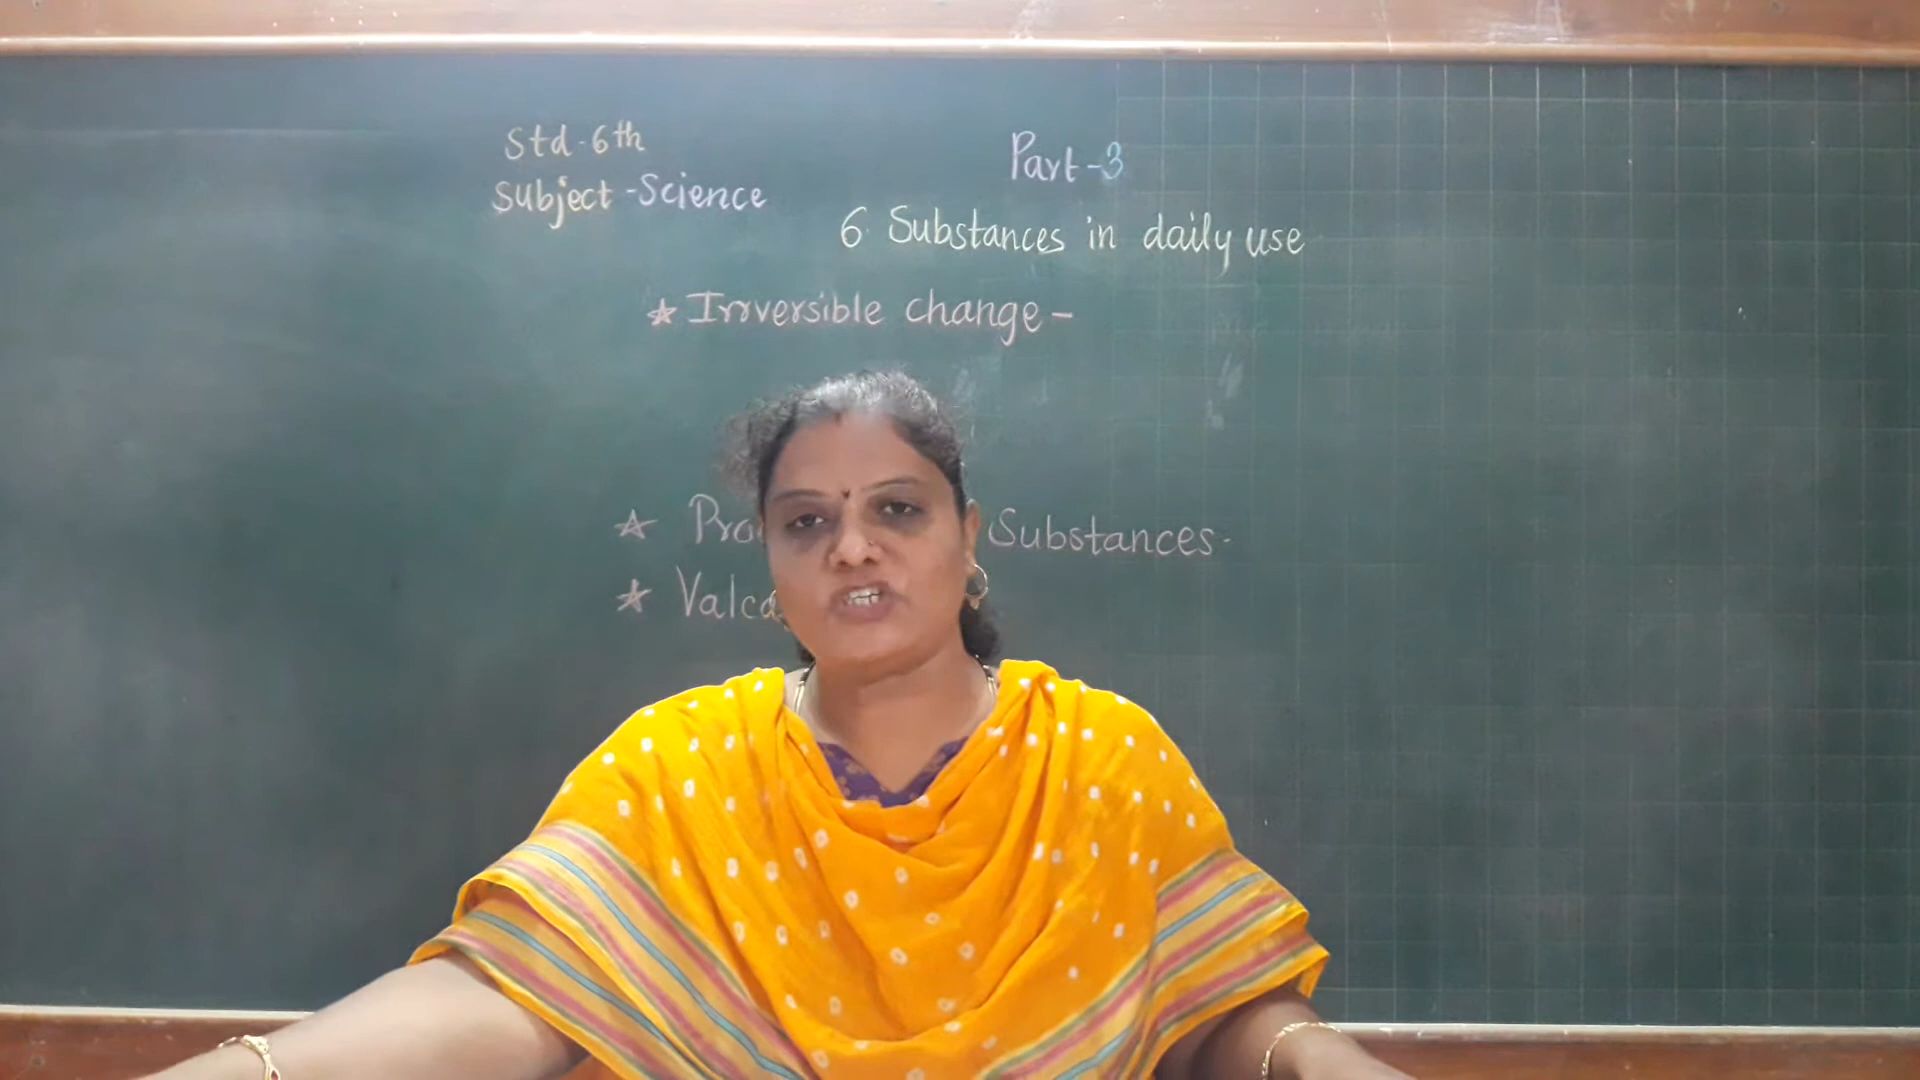 Std-6th
Subject-Science
Part-3
6. Substances in daily use
★ Irrversible change-
★ Substances.
★